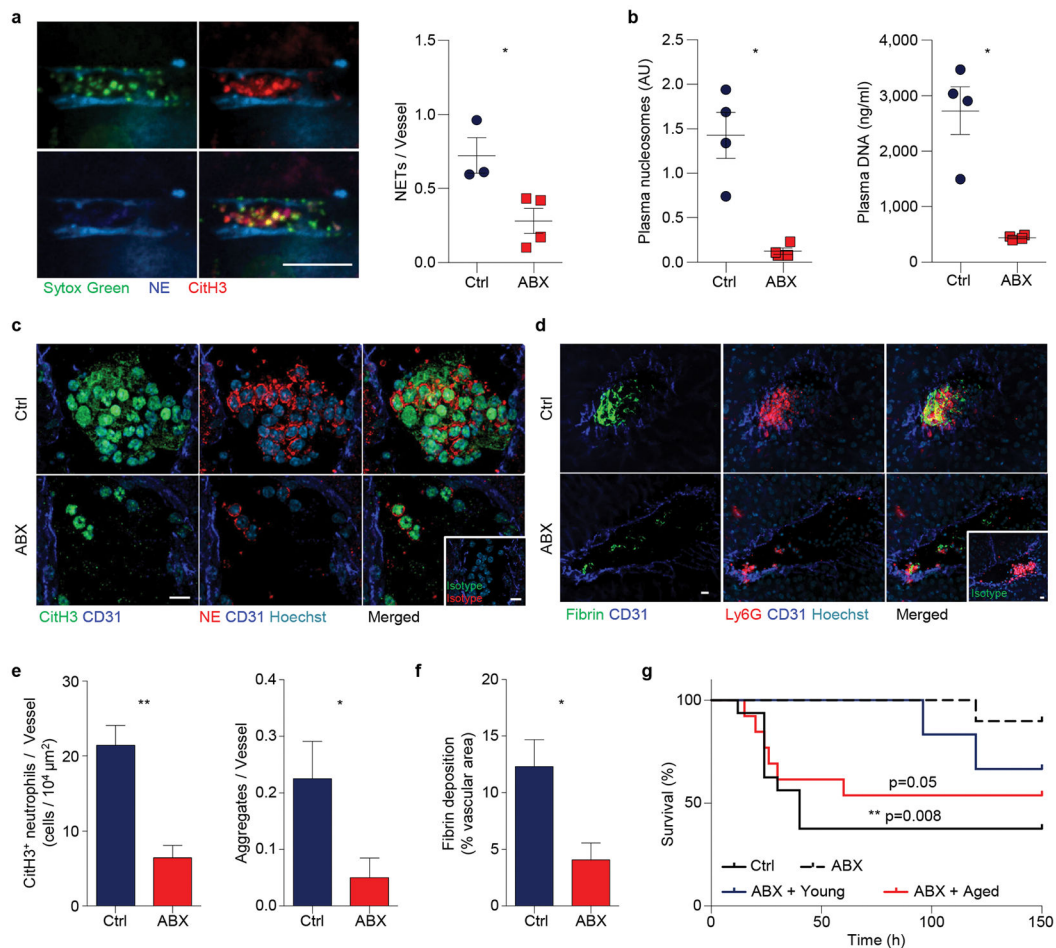 a
Sytox Green NE CitH3
NETs / Vessel
1.5
1.0
0.5
0.0
*
Ctrl ABX
b
Plasma nucleosomes (AU)
2.5
2.0
1.5
1.0
0.5
0.0
*
Ctrl ABX
Plasma DNA (ng/ml)
4,000
3,000
2,000
1,000
0
*
Ctrl ABX
c
Ctrl
ABX
Isotype
Isotype
CitH3 CD31 NE CD31 Hoechst Merged
d
Ctrl
ABX
Isotype
Fibrin CD31 Ly6G CD31 Hoechst Merged
e
CitH3⁺ neutrophils / Vessel
(cells / 10⁴ µm²)
30
20
10
0
**
Ctrl ABX
Aggregates / Vessel
0.4
0.3
0.2
0.1
0.0
*
Ctrl ABX
f
Fibrin deposition
(% vascular area)
20
15
10
5
0
*
Ctrl ABX
g
Survival (%)
100
50
0
p=0.05
** p=0.008
Ctrl ABX
ABX + Young ABX + Aged
0 50 100 150
Time (h)